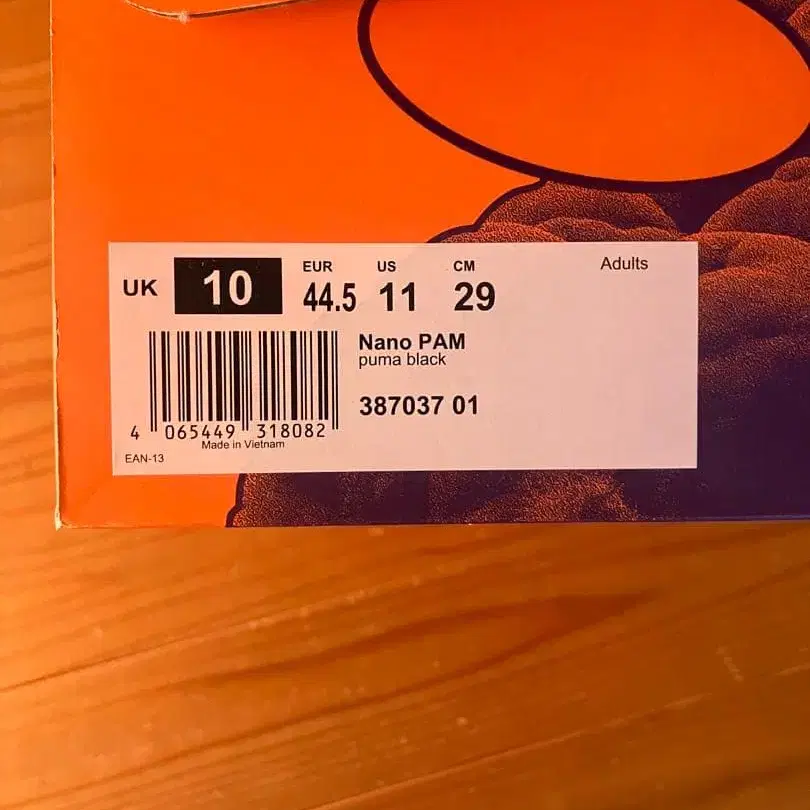 UK 10 EUR 44.5 US 11 CM 29 Adults
Nano PAM
puma black
387037 01
4 065449 318082
Made in Vietnam
EAN-13